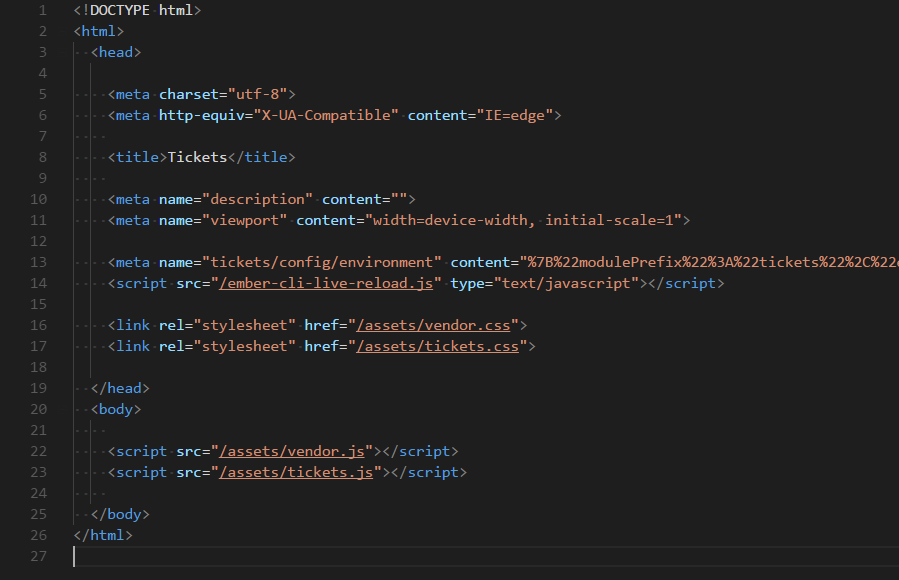 1 <!DOCTYPE html>
2 <html>
3 <head>
4
5 <meta charset="utf-8">
6 <meta http-equiv="X-UA-Compatible" content="IE=edge">
7
8 <title>Tickets</title>
9
10 <meta name="description" content="">
11 <meta name="viewport" content="width=device-width, initial-scale=1">
12
13 <meta name="tickets/config/environment" content="%7B%22modulePrefix%22%3A%22tickets%22%2C%22e
14 <script src="/ember-cli-live-reload.js" type="text/javascript"></script>
15
16 <link rel="stylesheet" href="/assets/vendor.css">
17 <link rel="stylesheet" href="/assets/tickets.css">
18
19 </head>
20 <body>
21
22 <script src="/assets/vendor.js"></script>
23 <script src="/assets/tickets.js"></script>
24
25 </body>
26 </html>
27